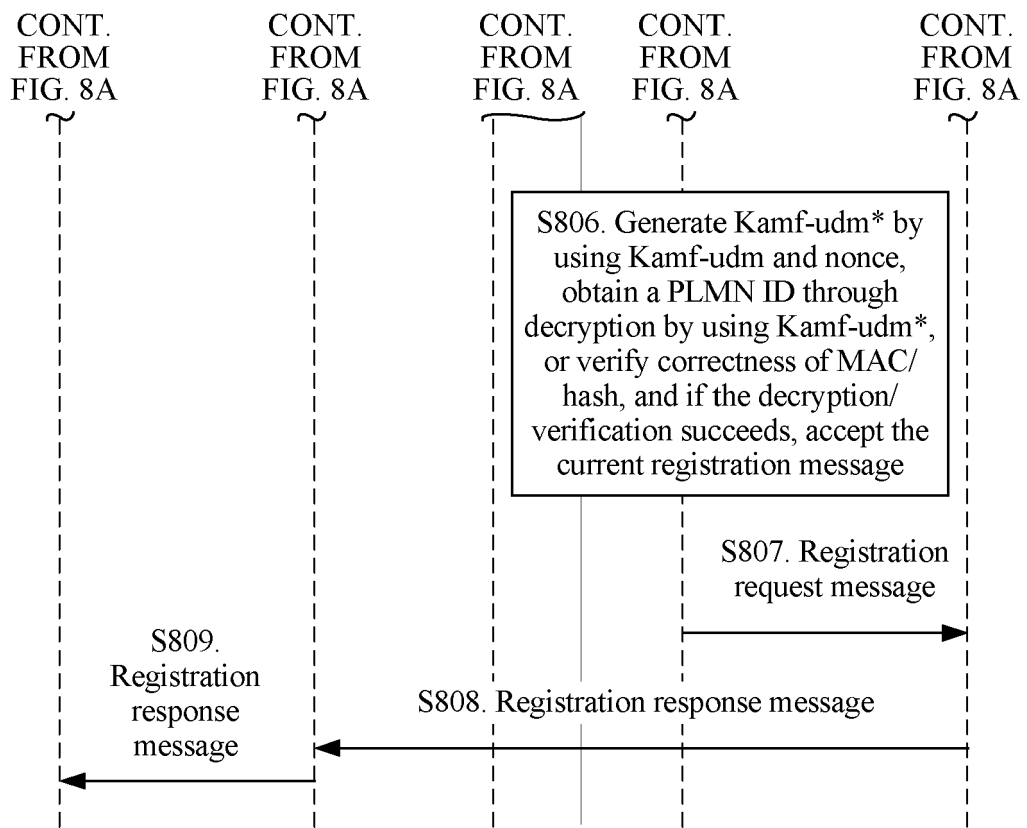 CONT.
FROM
FIG. 8A
CONT.
FROM
FIG. 8A
CONT.
FROM
FIG. 8A
CONT.
FROM
FIG. 8A
CONT.
FROM
FIG. 8A
S806. Generate Kamf-udm* by
using Kamf-udm and nonce,
obtain a PLMN ID through
decryption by using Kamf-udm*,
or verify correctness of MAC/
hash, and if the decryption/
verification succeeds, accept the
current registration message
S807. Registration
request message
S808. Registration response message
S809.
Registration
response
message